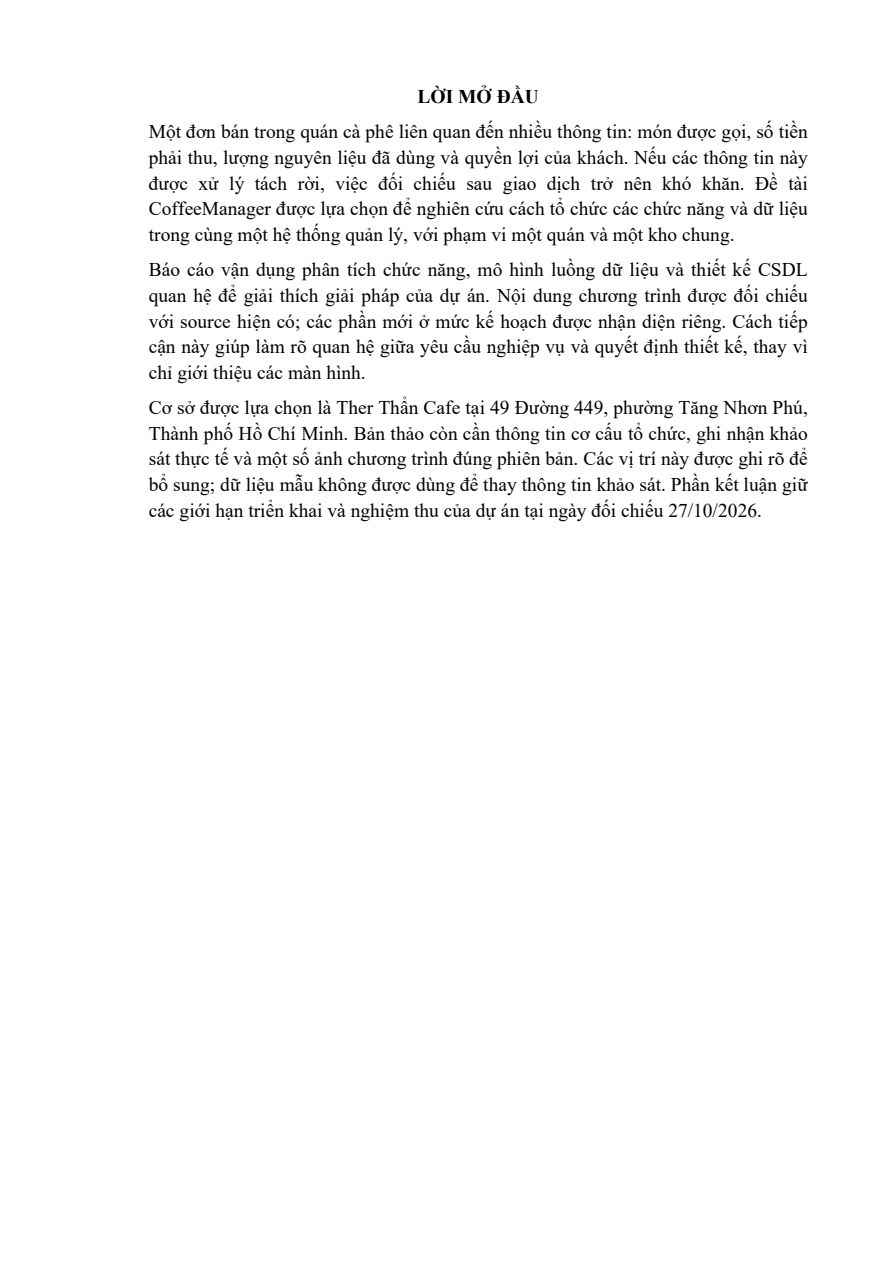 LỜI MỞ ĐẦU
Một đơn bán trong quán cà phê liên quan đến nhiều thông tin: món được gọi, số tiền
phải thu, lượng nguyên liệu đã dùng và quyền lợi của khách. Nếu các thông tin này
được xử lý tách rời, việc đối chiếu sau giao dịch trở nên khó khăn. Đề tài
CoffeeManager được lựa chọn để nghiên cứu cách tổ chức các chức năng và dữ liệu
trong cùng một hệ thống quản lý, với phạm vi một quán và một kho chung.
Báo cáo vận dụng phân tích chức năng, mô hình luồng dữ liệu và thiết kế CSDL
quan hệ để giải thích giải pháp của dự án. Nội dung chương trình được đối chiếu
với source hiện có; các phần mới ở mức kế hoạch được nhận diện riêng. Cách tiếp
cận này giúp làm rõ quan hệ giữa yêu cầu nghiệp vụ và quyết định thiết kế, thay vì
chỉ giới thiệu các màn hình.
Cơ sở được lựa chọn là Ther Thẩn Cafe tại 49 Đường 449, phường Tăng Nhơn Phú,
Thành phố Hồ Chí Minh. Bản thảo còn cần thông tin cơ cấu tổ chức, ghi nhận khảo
sát thực tế và một số ảnh chương trình đúng phiên bản. Các vị trí này được ghi rõ để
bổ sung; dữ liệu mẫu không được dùng để thay thông tin khảo sát. Phần kết luận giữ
các giới hạn triển khai và nghiệm thu của dự án tại ngày đối chiếu 27/10/2026.